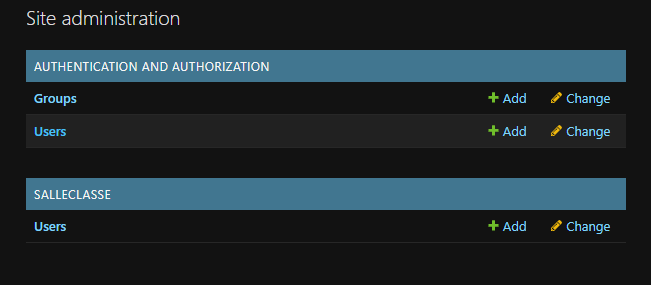 Site administration
AUTHENTICATION AND AUTHORIZATION
Groups Add Change
Users Add Change
SALLECLASSE
Users Add Change